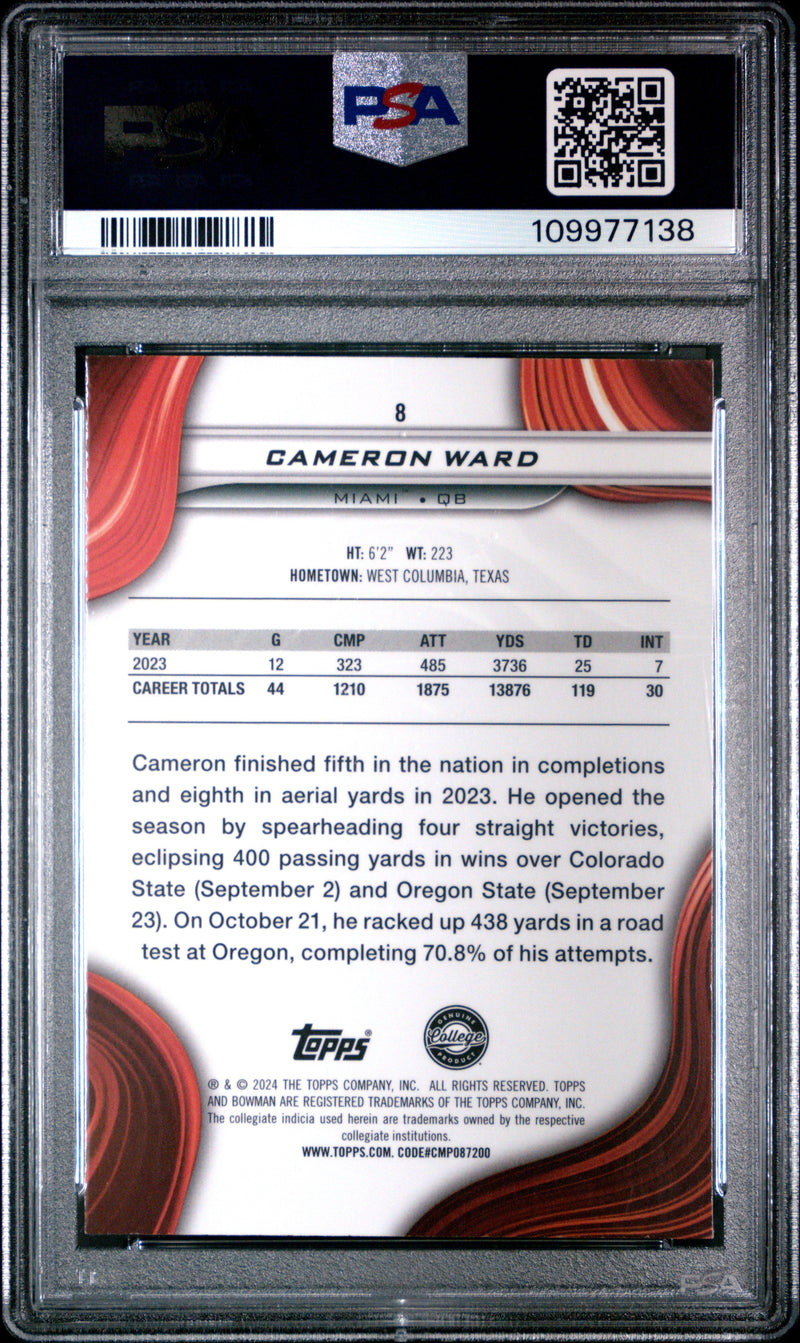 PSA
PSA
109977138
8
CAMERON WARD
MIAMI™ • QB
HT: 6'2" WT: 223
HOMETOWN: WEST COLUMBIA, TEXAS
YEAR G CMP ATT YDS TD INT
2023 12 323 485 3736 25 7
CAREER TOTALS 44 1210 1875 13876 119 30
Cameron finished fifth in the nation in completions
and eighth in aerial yards in 2023. He opened the
season by spearheading four straight victories,
eclipsing 400 passing yards in wins over Colorado
State (September 2) and Oregon State (September
23). On October 21, he racked up 438 yards in a road
test at Oregon, completing 70.8% of his attempts.
topps®
GENUINE
College
PRODUCT
® & © 2024 THE TOPPS COMPANY, INC. ALL RIGHTS RESERVED. TOPPS
AND BOWMAN ARE REGISTERED TRADEMARKS OF THE TOPPS COMPANY, INC.
The collegiate indicia used herein are trademarks owned by the respective
collegiate institutions.
WWW.TOPPS.COM. CODE#CMP087200
PSA